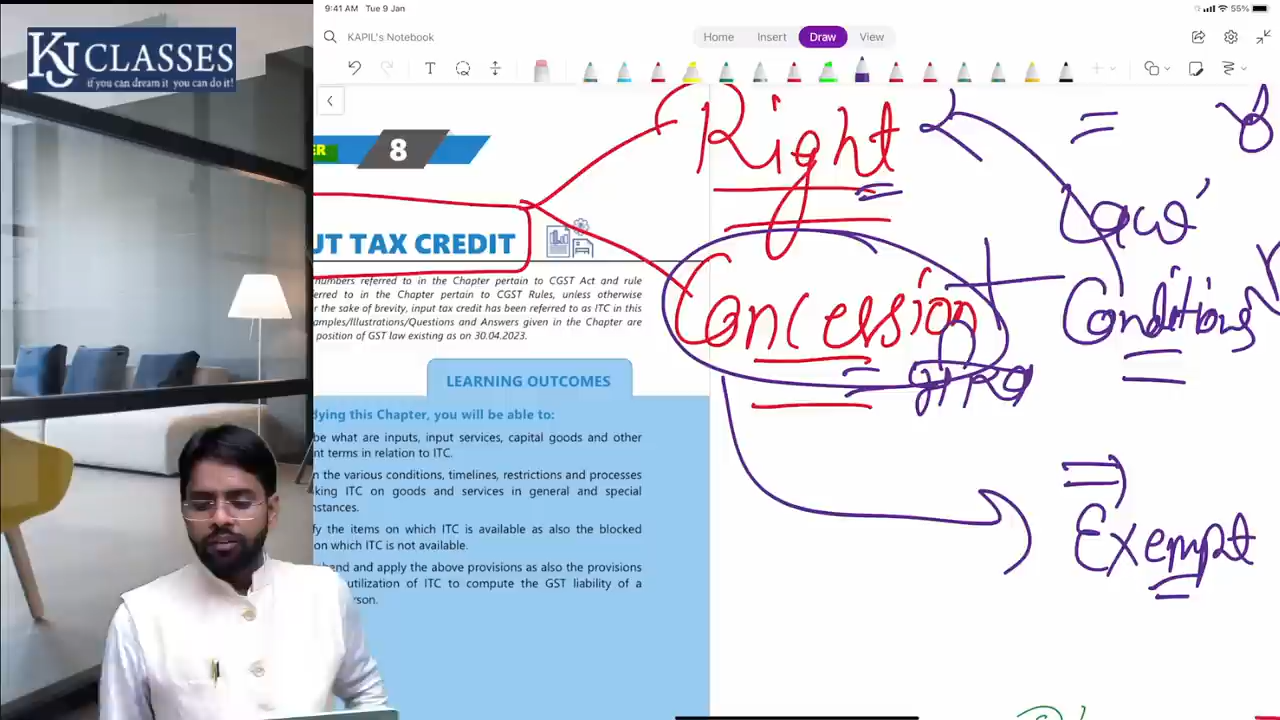 9:41 AM Tue 9 Jan
55%
KJ CLASSES
if you can dream it you can do it!
KAPIL's Notebook
Home Insert Draw View
ER 8
UT TAX CREDIT
numbers referred to in the Chapter pertain to CGST Act and rule
erred to in the Chapter pertain to CGST Rules, unless otherwise
r the sake of brevity, input tax credit has been referred to as ITC in this
amples/Illustrations/Questions and Answers given in the Chapter are
position of GST law existing as on 30.04.2023.
LEARNING OUTCOMES
dying this Chapter, you will be able to:
be what are inputs, input services, capital goods and other
nt terms in relation to ITC.
n the various conditions, timelines, restrictions and processes
king ITC on goods and services in general and special
mstances.
fy the items on which ITC is available as also the blocked
on which ITC is not available.
hend and apply the above provisions as also the provisions
utilization of ITC to compute the GST liability of a
rson.
Right =
Law
Concession
Conditions
Exempt